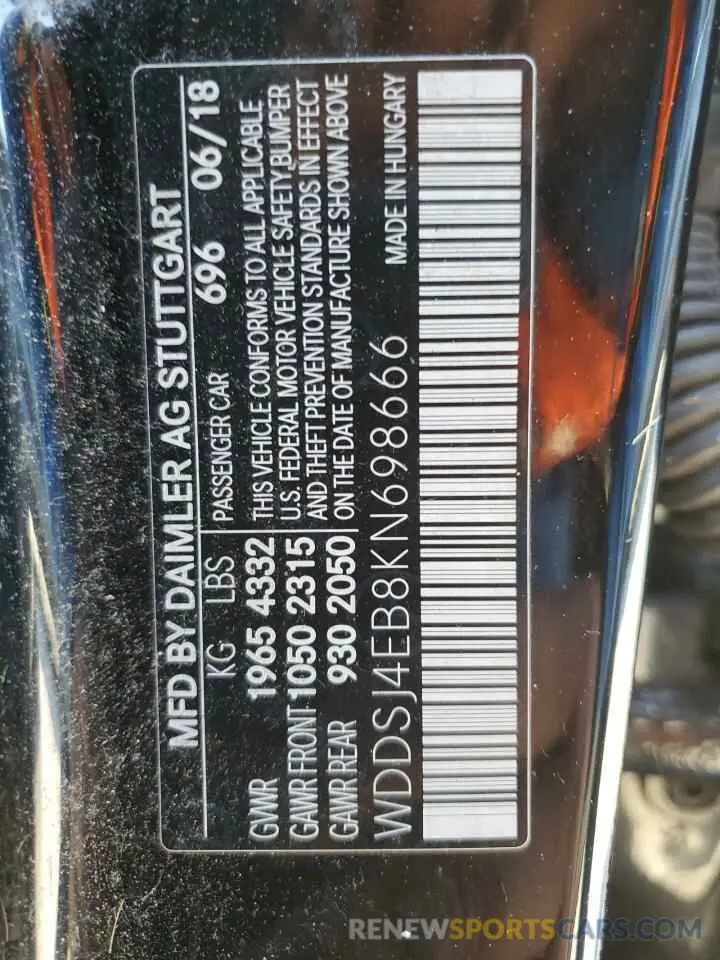 MFD BY DAIMLER AG STUTTGART
KG LBS PASSENGER CAR 696 06/18
GVWR 1965 4332 THIS VEHICLE CONFORMS TO ALL APPLICABLE
U.S. FEDERAL MOTOR VEHICLE SAFETY BUMPER
GAWR FRONT 1050 2315 AND THEFT PREVENTION STANDARDS IN EFFECT
GAWR REAR 930 2050 ON THE DATE OF MANUFACTURE SHOWN ABOVE
WDDSJ4EB8KN698666 MADE IN HUNGARY
RENEWSPORTSCARS.COM